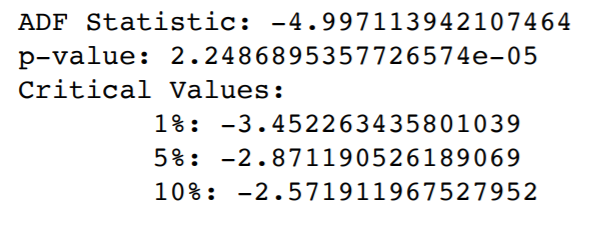 ADF Statistic: -4.997113942107464
p-value: 2.2486895357726574e-05
Critical Values:
1%: -3.452263435801039
5%: -2.871190526189069
10%: -2.571911967527952